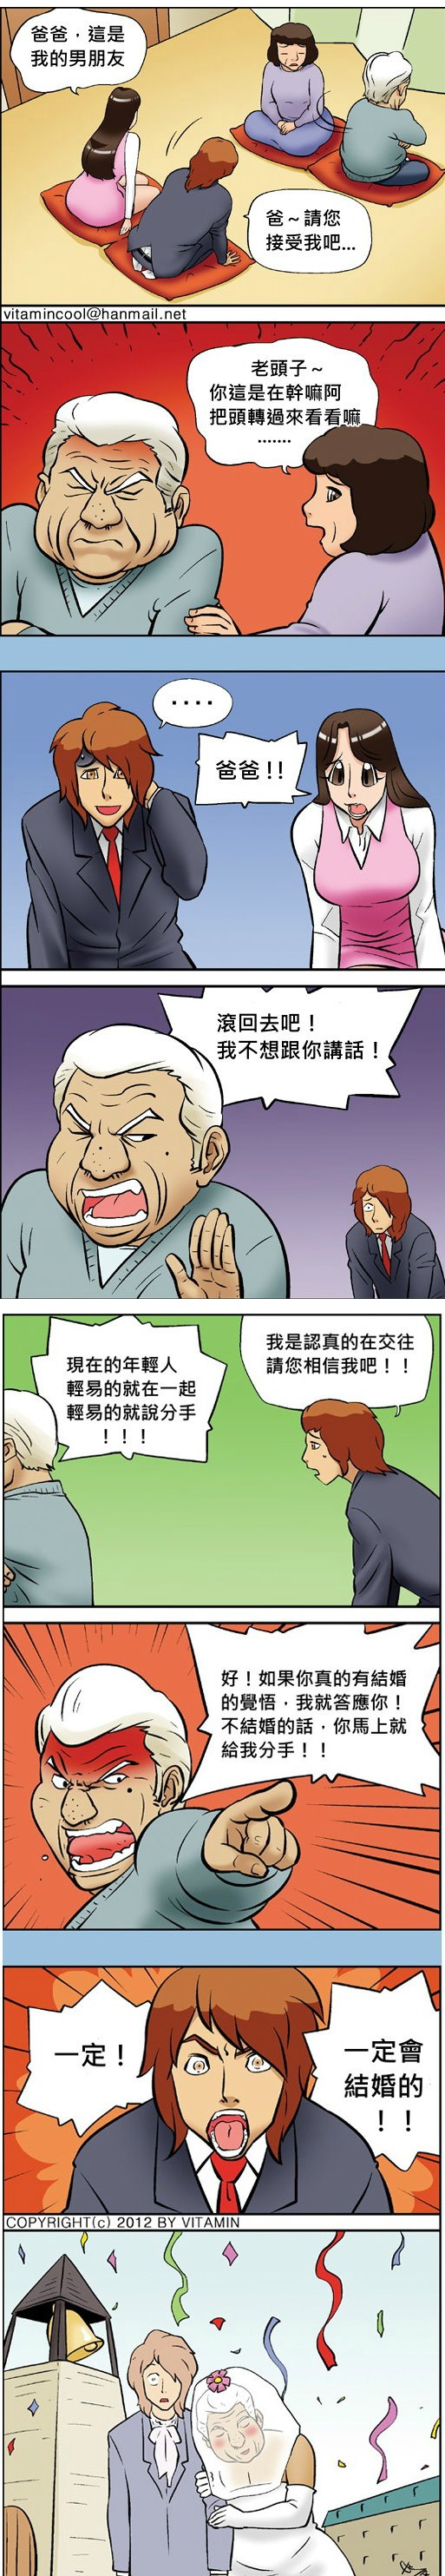 爸爸，這是
我的男朋友
爸～請您
接受我吧...
vitamincool@hanmail.net
老頭子～
你這是在幹嘛阿
把頭轉過來看看嘛
.......
....
爸爸！！
滾回去吧！
我不想跟你講話！
我是認真的在交往
請您相信我吧！！
現在的年輕人
輕易的就在一起
輕易的就說分手
！！！
好！如果你真的有結婚
的覺悟，我就答應你！
不結婚的話，你馬上就
給我分手！！
一定！
一定會
結婚的
！！
COPYRIGHT(c) 2012 BY VITAMIN